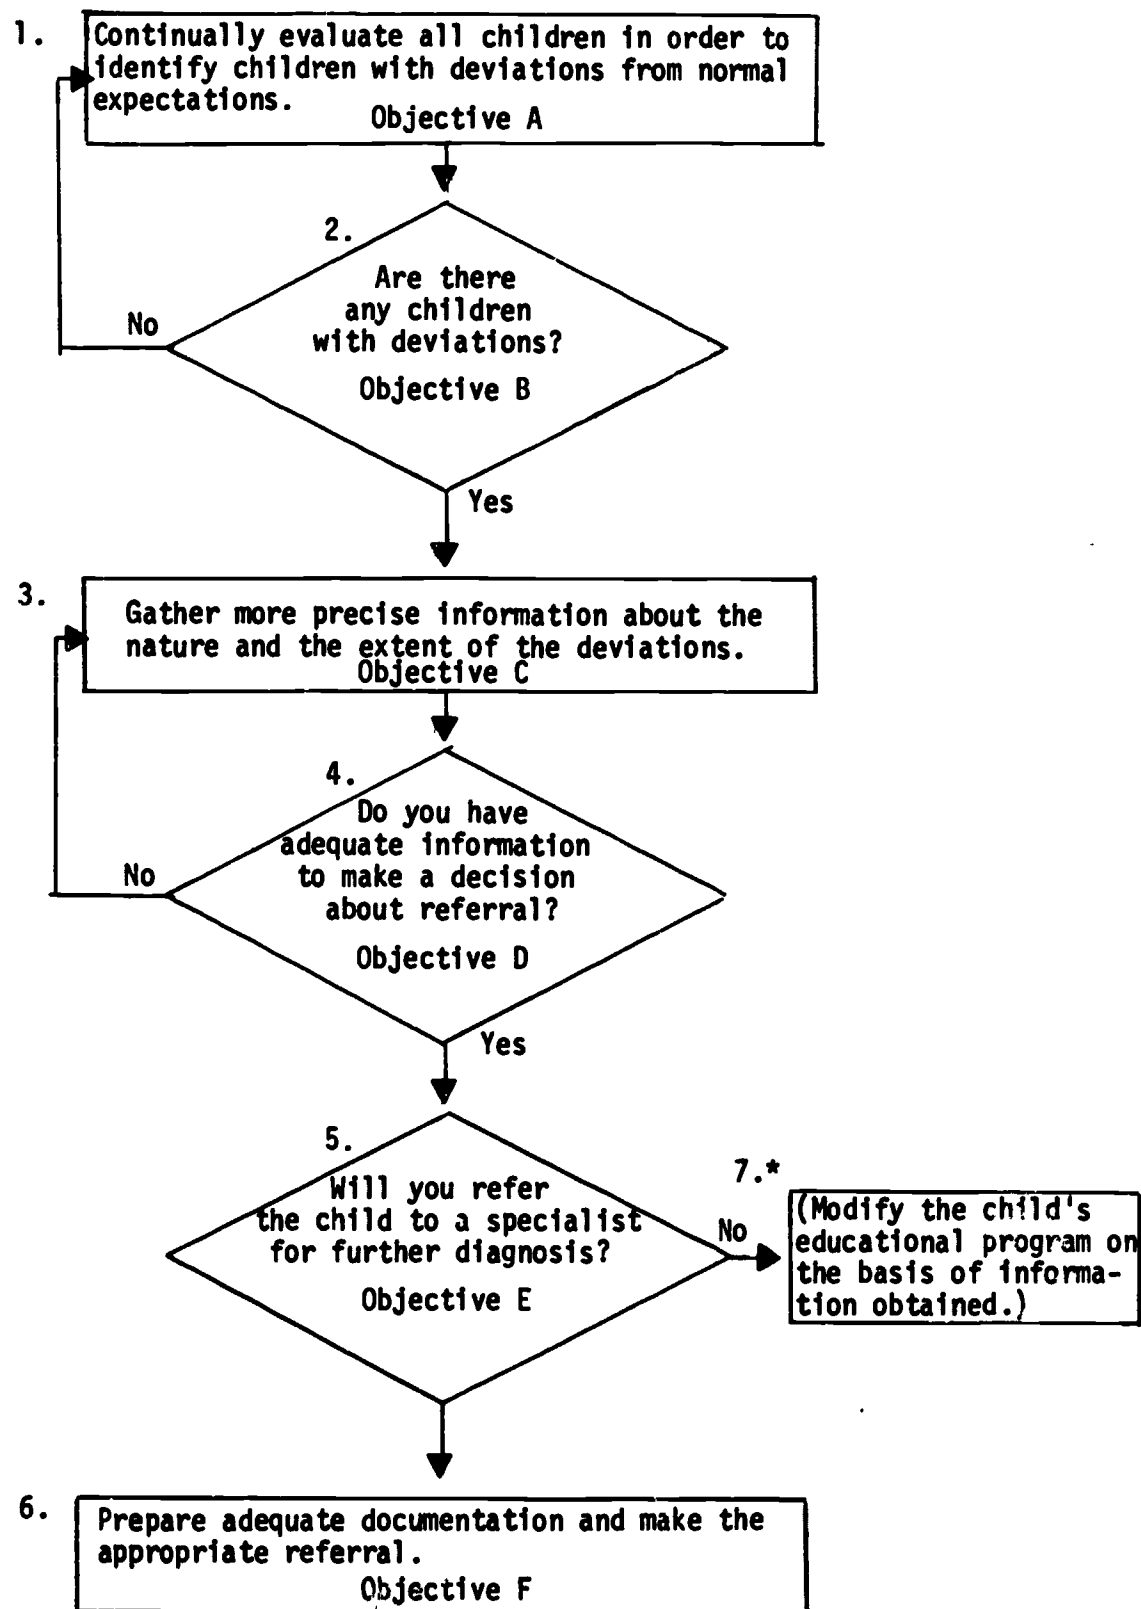 1.
Continually evaluate all children in order to
identify children with deviations from normal
expectations.
Objective A
2.
Are there
any children
with deviations?
Objective B
No
Yes
3.
Gather more precise information about the
nature and the extent of the deviations.
Objective C
4.
Do you have
adequate information
to make a decision
about referral?
Objective D
No
Yes
5.
Will you refer
the child to a specialist
for further diagnosis?
Objective E
No
7.*
(Modify the child's
educational program on
the basis of informa-
tion obtained.)
6.
Prepare adequate documentation and make the
appropriate referral.
Objective F